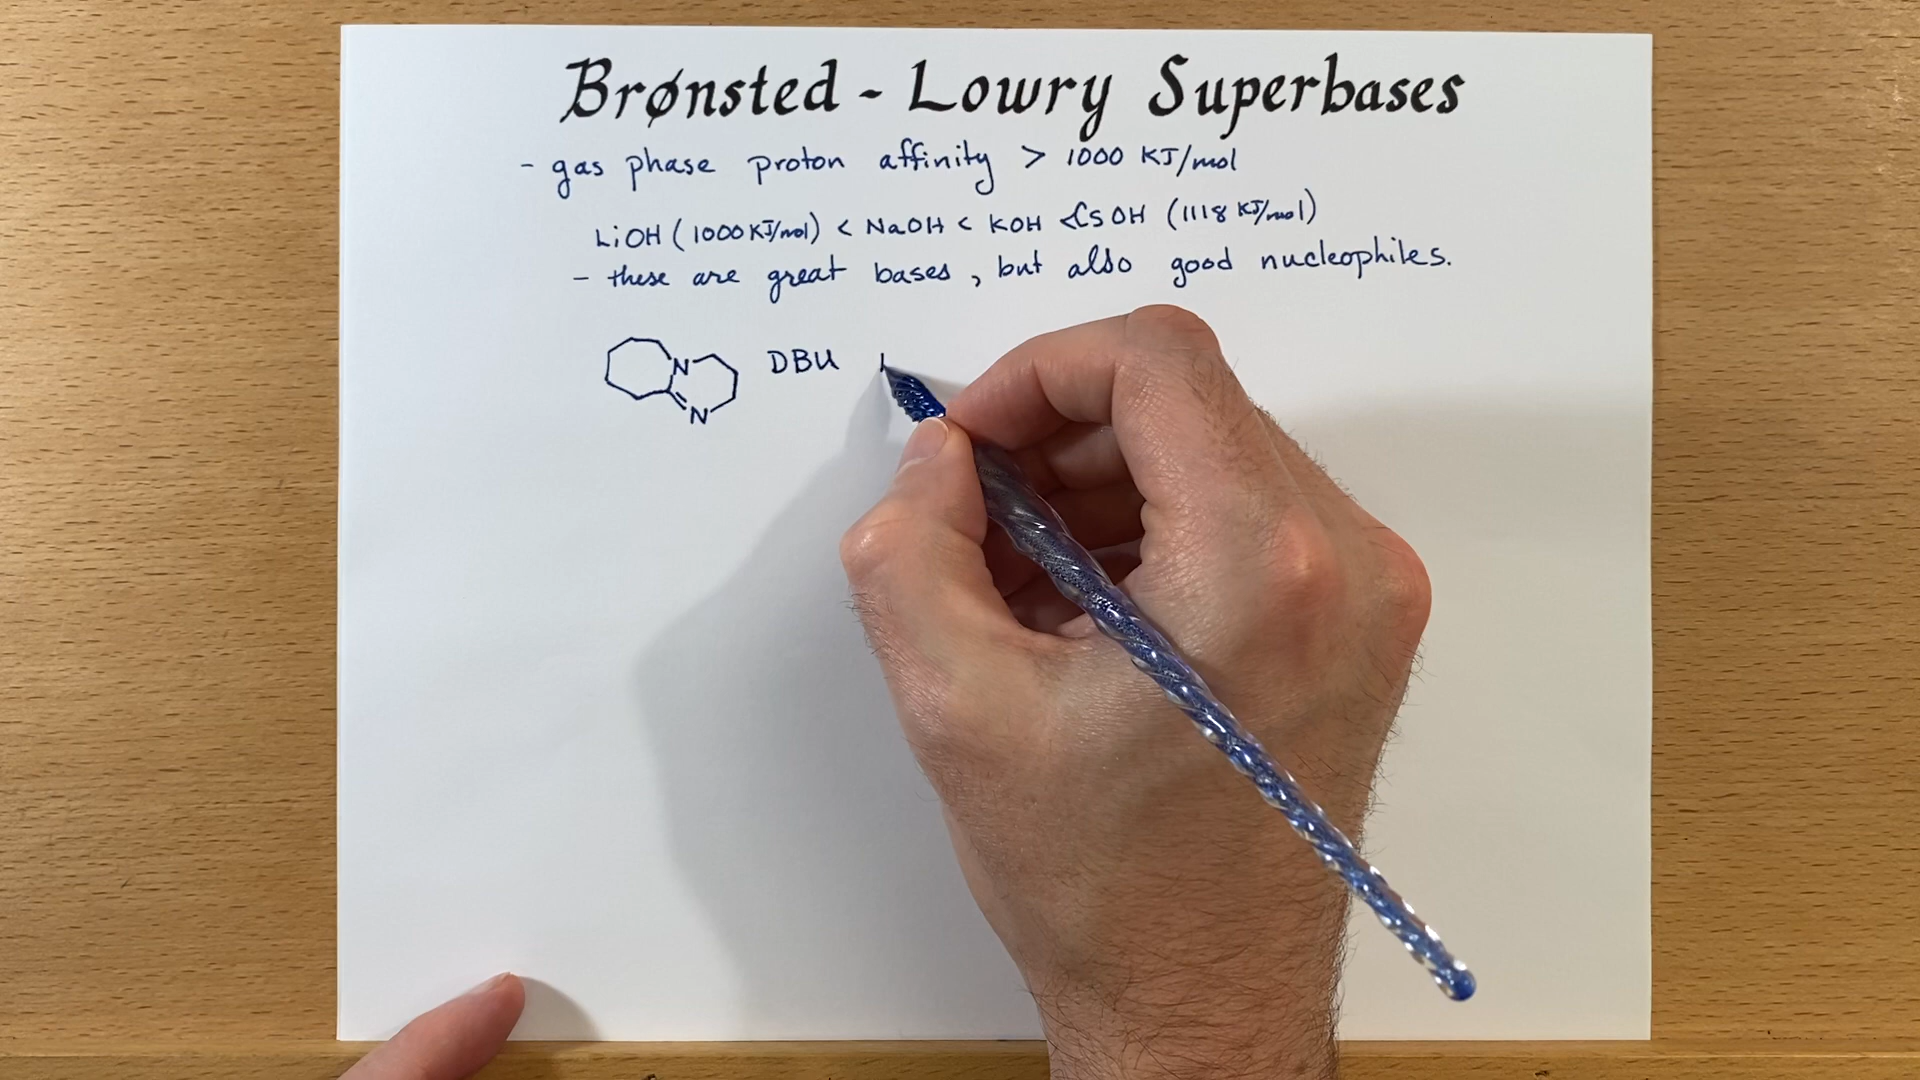 Brønsted - Lowry Superbases
- gas phase proton affinity > 1000 KJ/mol
LiOH (1000 KJ/mol) < NaOH < KOH < CsOH (1118 KJ/mol)
- these are great bases, but also good nucleophiles.
N DBU
N